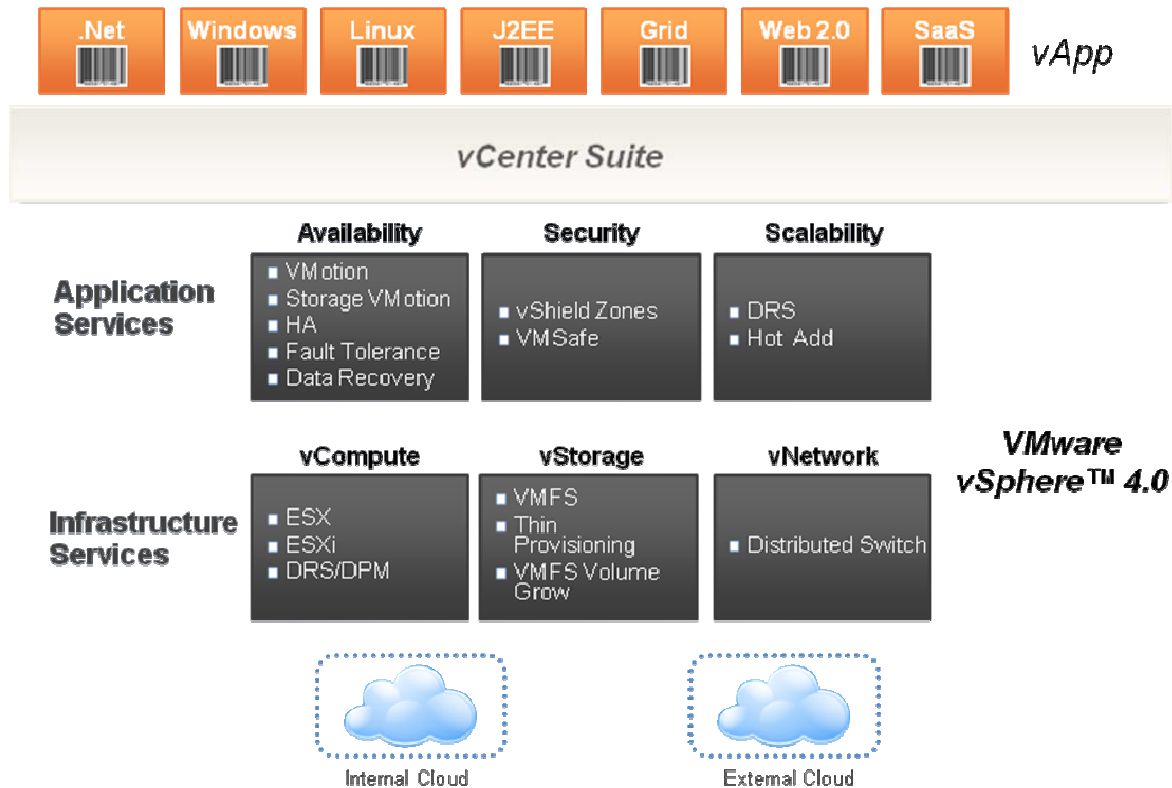 .Net
Windows
Linux
J2EE
Grid
Web 2.0
SaaS
vApp
vCenter Suite
Application
Services
Availability
VMotion
Storage VMotion
HA
Fault Tolerance
Data Recovery
Security
vShield Zones
VMSafe
Scalability
DRS
Hot Add
Infrastructure
Services
vCompute
ESX
ESXi
DRS/DPM
vStorage
VMFS
Thin
Provisioning
VMFS Volume
Grow
vNetwork
Distributed Switch
VMware
vSphere™ 4.0
Internal Cloud
External Cloud